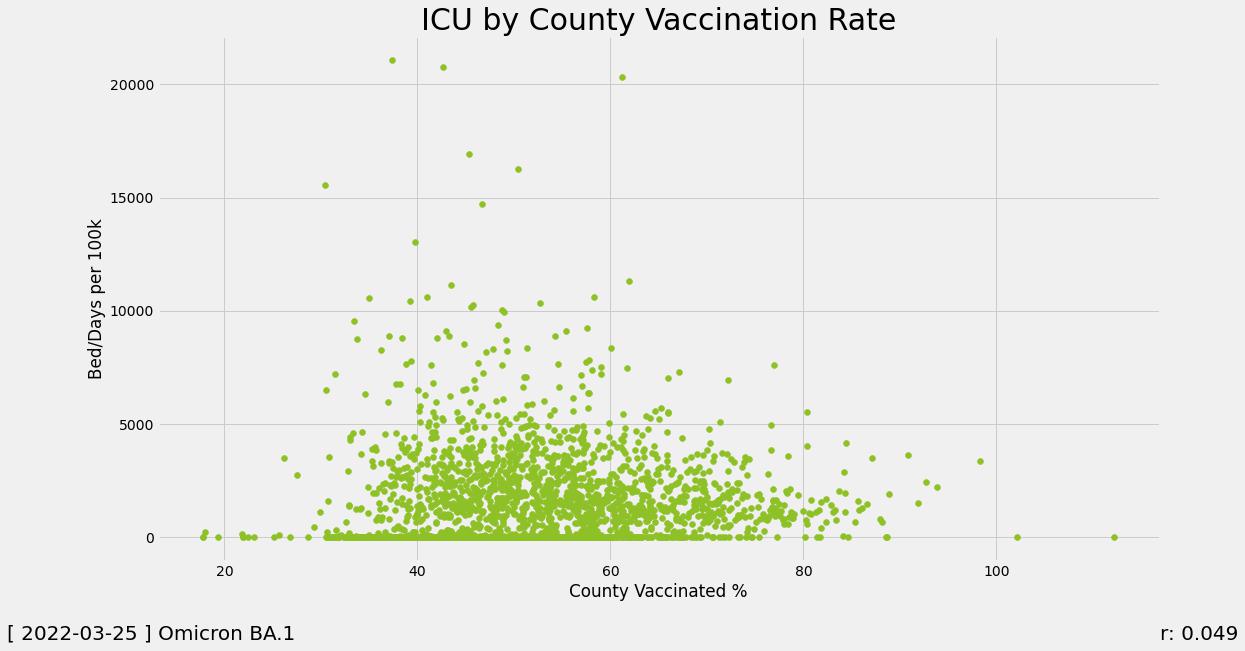 ICU by County Vaccination Rate
20000
15000
10000
5000
0
Bed/Days per 100k
20 40 60 80 100
County Vaccinated %
[ 2022-03-25 ] Omicron BA.1
r: 0.049